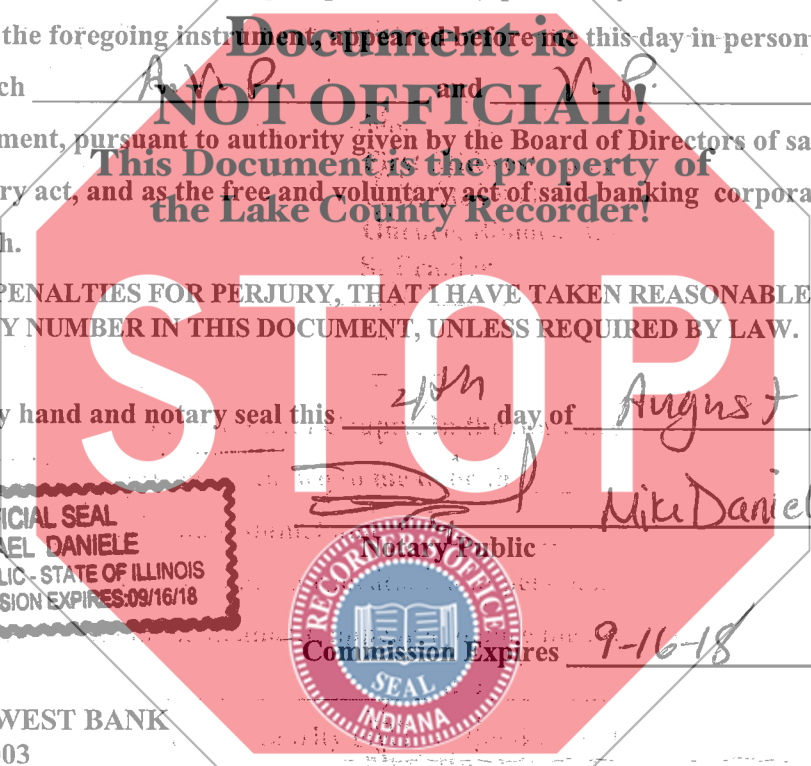 Document is
the foregoing instrument, appeared before me this day in person
ch A.V.P. and V.P.
NOT OFFICIAL!
ment, pursuant to authority given by the Board of Directors of sa
This Document is the property of
ry act, and as the free and voluntary act of said banking corpora
the Lake County Recorder!
h.
PENALTIES FOR PERJURY, THAT I HAVE TAKEN REASONABLE
Y NUMBER IN THIS DOCUMENT, UNLESS REQUIRED BY LAW.
STOP
y hand and notary seal this 4th day of August
Mike Daniel
ICIAL SEAL
AEL DANIELE
LIC - STATE OF ILLINOIS
SION EXPIRES:09/16/18
Notary Public
RECORDER'S OFFICE
SEAL
INDIANA
Commission Expires 9-16-18
WEST BANK
03